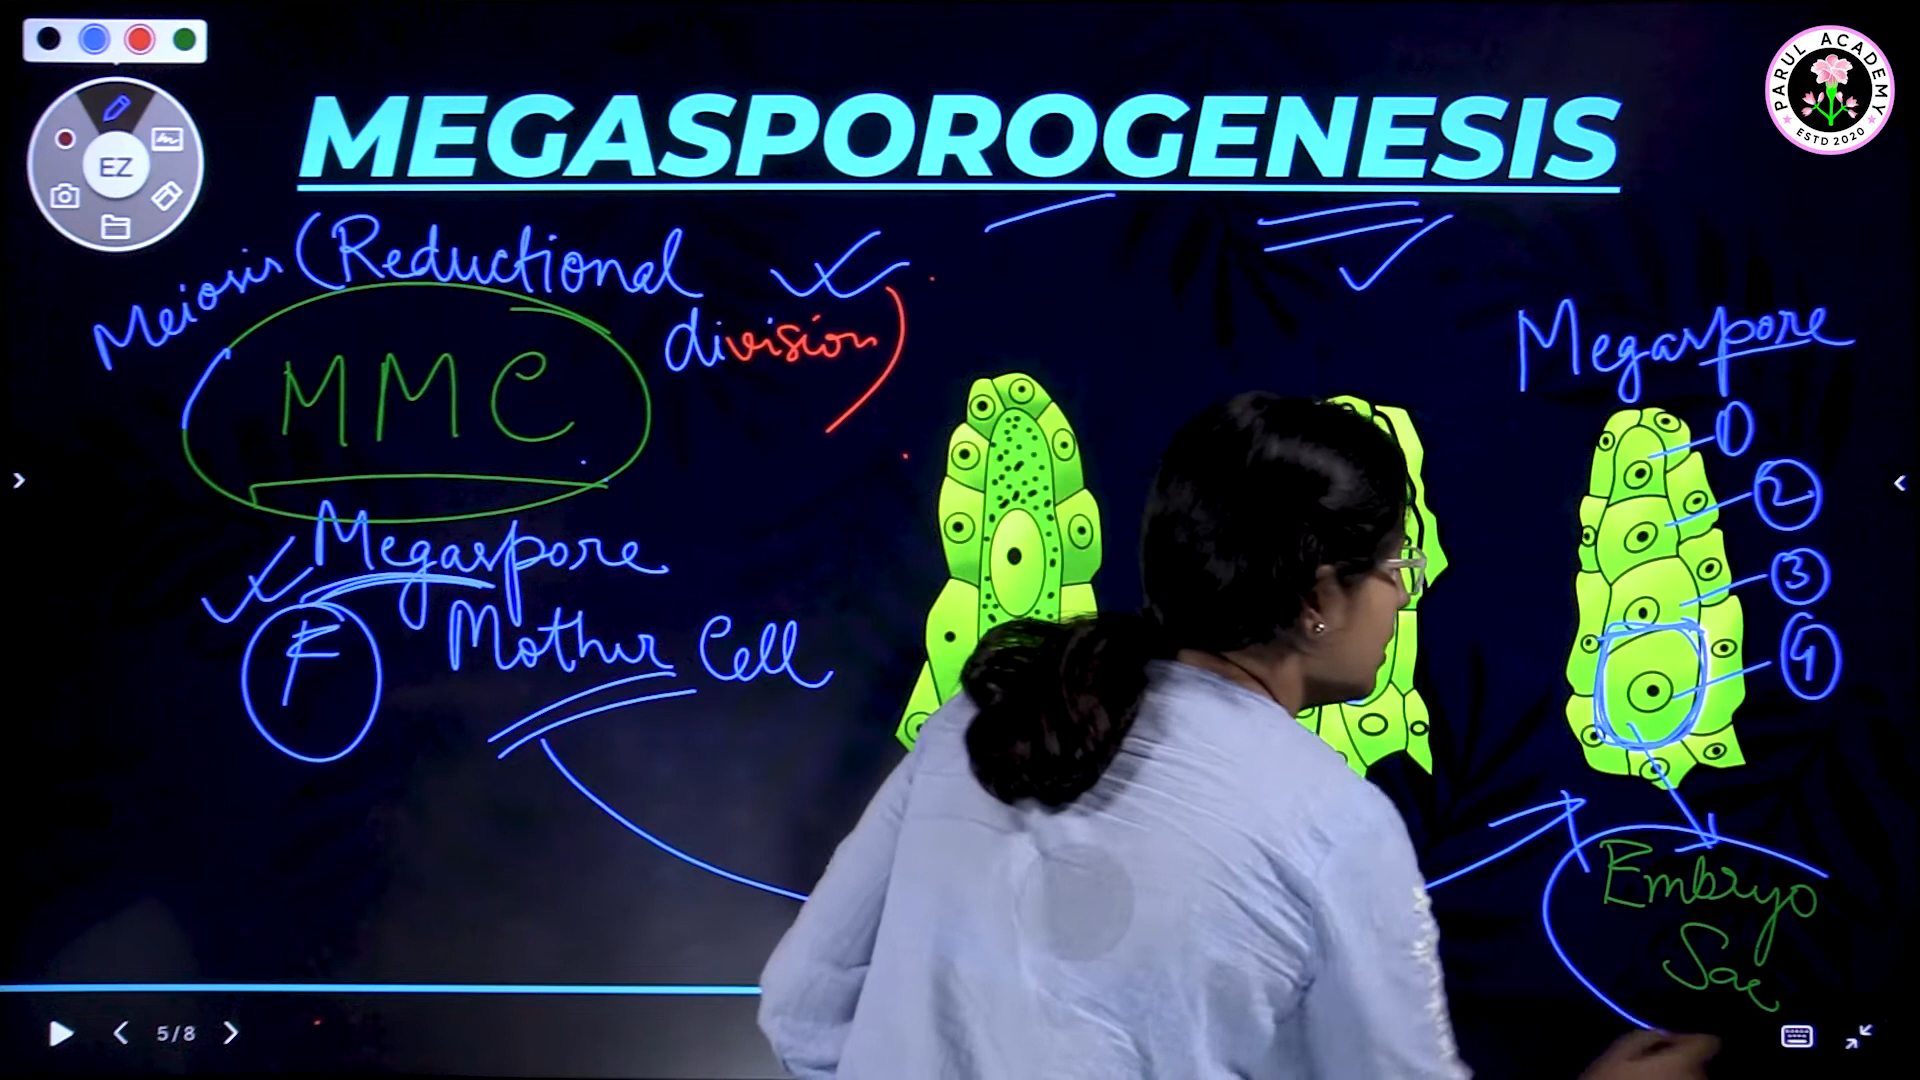 EZ
PARUL ACADEMY
ESTD 2020
MEGASPOROGENESIS
Meiosis (Reductional
division)
MMC
Megaspore
Mother Cell
F
Megaspore
1
2
3
4
Embryo
Sac
5/8